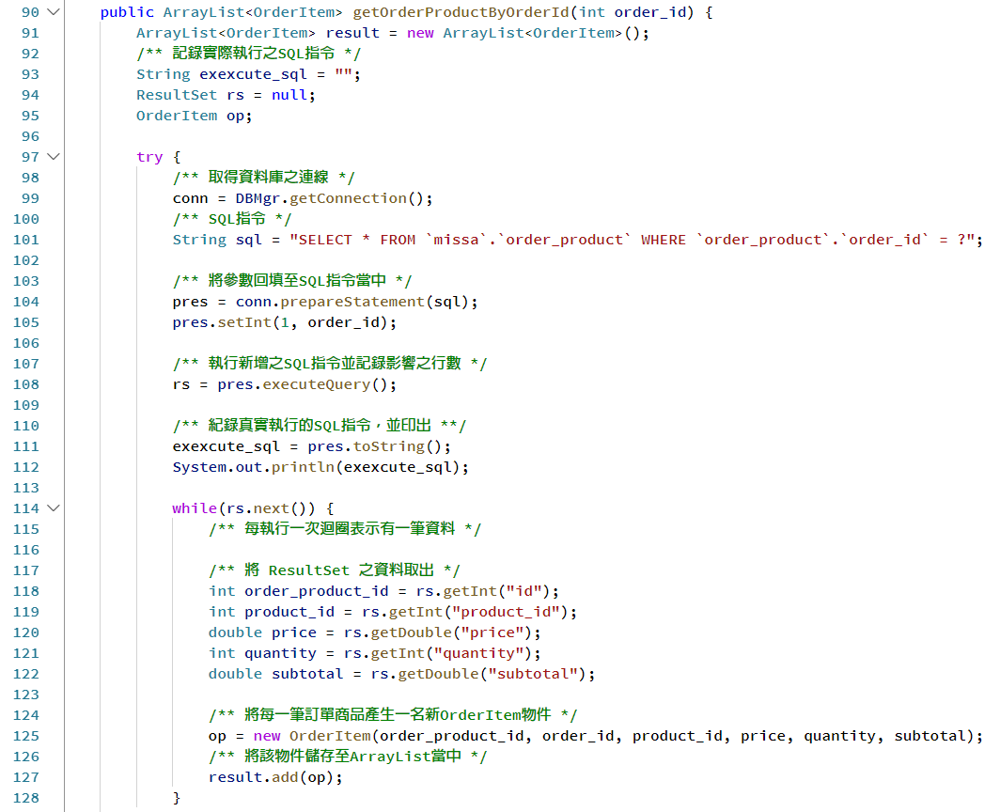 90 public ArrayList<OrderItem> getOrderProductByOrderId(int order_id) {
91 ArrayList<OrderItem> result = new ArrayList<OrderItem>();
92 /** 記錄實際執行之SQL指令 */
93 String exexcute_sql = "";
94 ResultSet rs = null;
95 OrderItem op;
96
97 try {
98 /** 取得資料庫之連線 */
99 conn = DBMgr.getConnection();
100 /** SQL指令 */
101 String sql = "SELECT * FROM `missa`.`order_product` WHERE `order_product`.`order_id` = ?";
102
103 /** 將參數回填至SQL指令當中 */
104 pres = conn.prepareStatement(sql);
105 pres.setInt(1, order_id);
106
107 /** 執行新增之SQL指令並記錄影響之行數 */
108 rs = pres.executeQuery();
109
110 /** 紀錄真實執行的SQL指令，並印出 **/
111 exexcute_sql = pres.toString();
112 System.out.println(exexcute_sql);
113
114 while(rs.next()) {
115 /** 每執行一次迴圈表示有一筆資料 */
116
117 /** 將 ResultSet 之資料取出 */
118 int order_product_id = rs.getInt("id");
119 int product_id = rs.getInt("product_id");
120 double price = rs.getDouble("price");
121 int quantity = rs.getInt("quantity");
122 double subtotal = rs.getDouble("subtotal");
123
124 /** 將每一筆訂單商品產生一名新OrderItem物件 */
125 op = new OrderItem(order_product_id, order_id, product_id, price, quantity, subtotal);
126 /** 將該物件儲存至ArrayList當中 */
127 result.add(op);
128 }